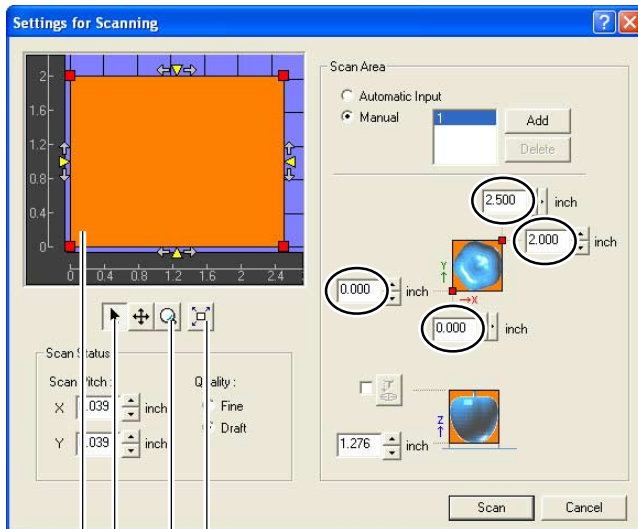 Settings for Scanning
2
1.6
1.2
0.8
0.4
0
0 0.4 0.8 1.2 1.6 2 2.4
Scan Status
Scan Pitch :
X .039 inch
Y .039 inch
Quality :
Fine
Draft
Scan Area
Automatic Input
Manual
1
Add
Delete
2.500 inch
2.000 inch
Y
X
0.000 inch
0.000 inch
Z
1.276 inch
Scan
Cancel